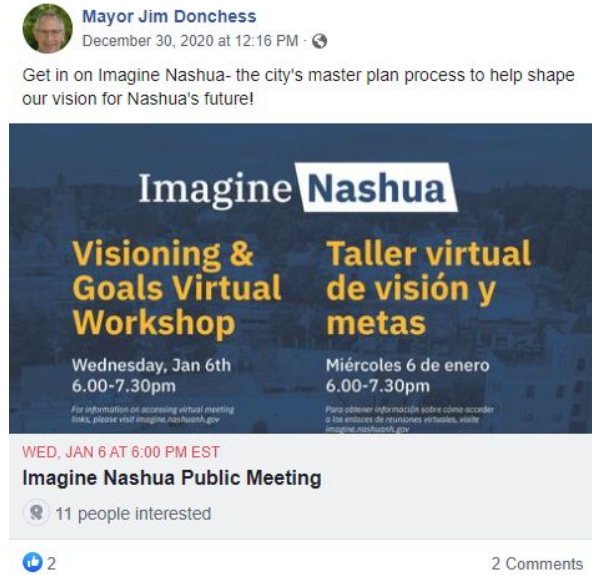 Mayor Jim Donchess
December 30, 2020 at 12:16 PM ·
Get in on Imagine Nashua- the city's master plan process to help shape
our vision for Nashua's future!
Imagine Nashua
Visioning &
Goals Virtual
Workshop
Wednesday, Jan 6th
6.00-7.30pm
For information on accessing virtual meeting
links, please visit imagine.nashuanh.gov
Taller virtual
de visión y
metas
Miércoles 6 de enero
6.00-7.30pm
Para obtener información sobre cómo acceder
a los enlaces de reuniones virtuales, visite
imagine.nashuanh.gov
WED, JAN 6 AT 6:00 PM EST
Imagine Nashua Public Meeting
11 people interested
2
2 Comments